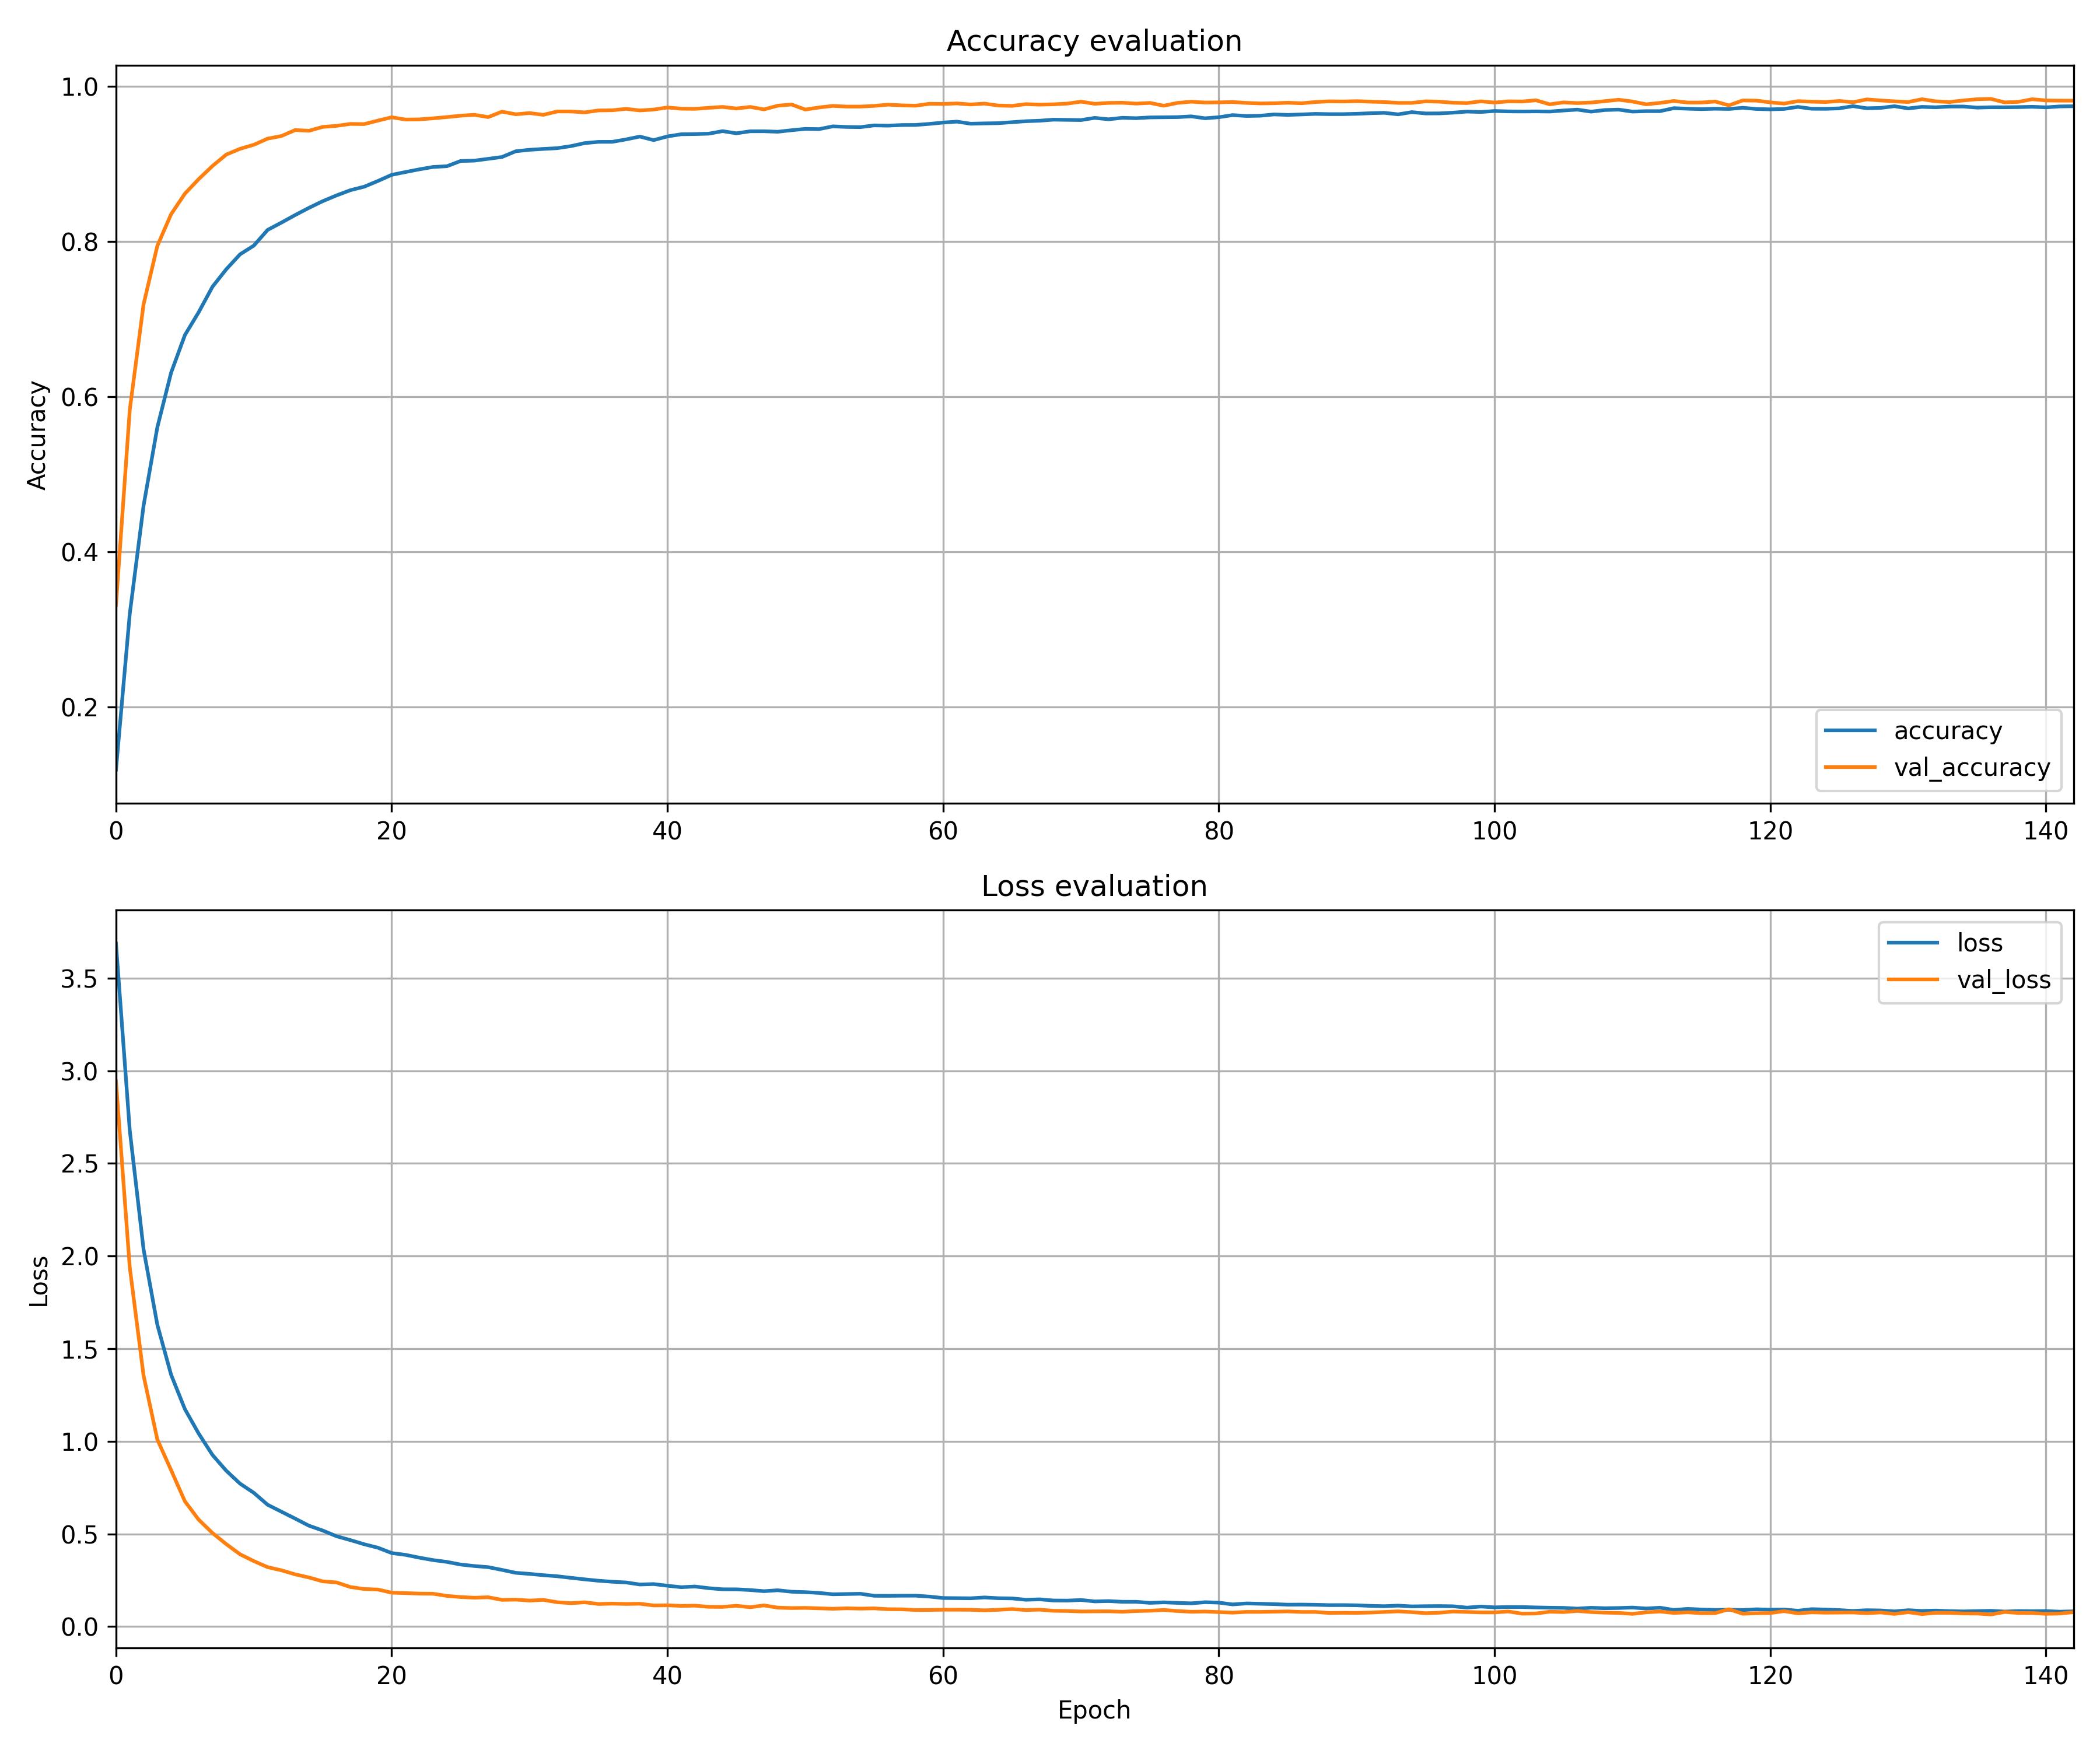 Accuracy evaluation
1.0
0.8
0.6
0.4
0.2
Accuracy
accuracy
val_accuracy
0 20 40 60 80 100 120 140
Loss evaluation
3.5
3.0
2.5
2.0
1.5
1.0
0.5
0.0
Loss
loss
val_loss
0 20 40 60 80 100 120 140
Epoch